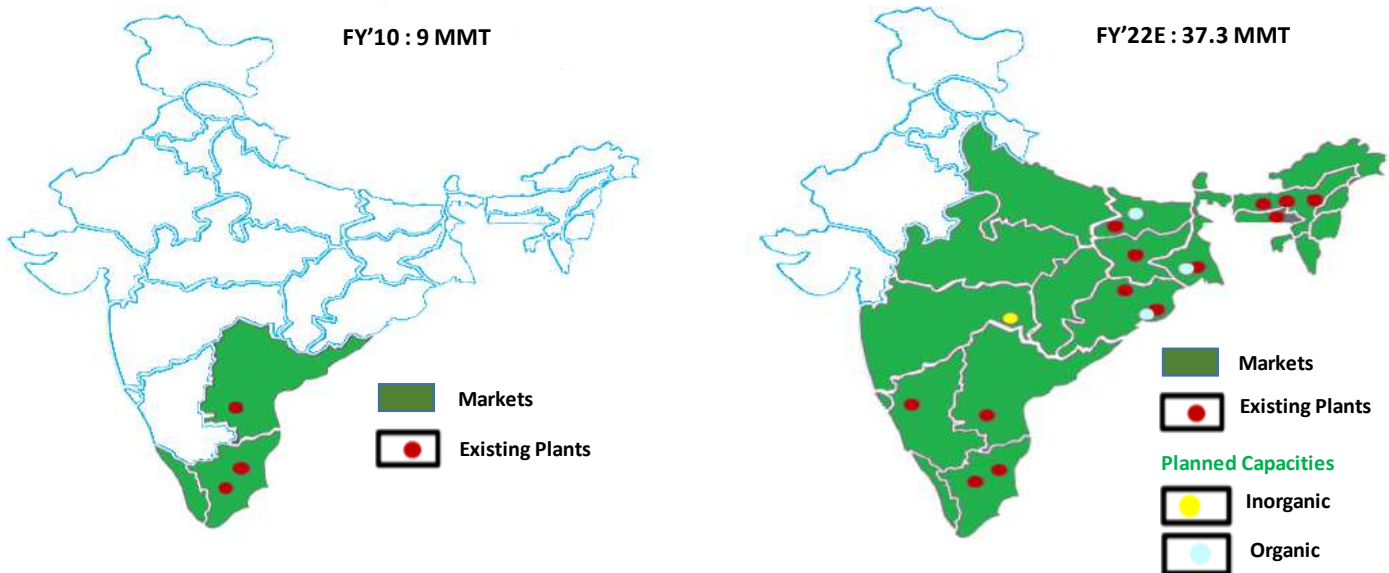 FY'10 : 9 MMT
FY'22E : 37.3 MMT
Markets
Existing Plants
Markets
Existing Plants
Planned Capacities
Inorganic
Organic